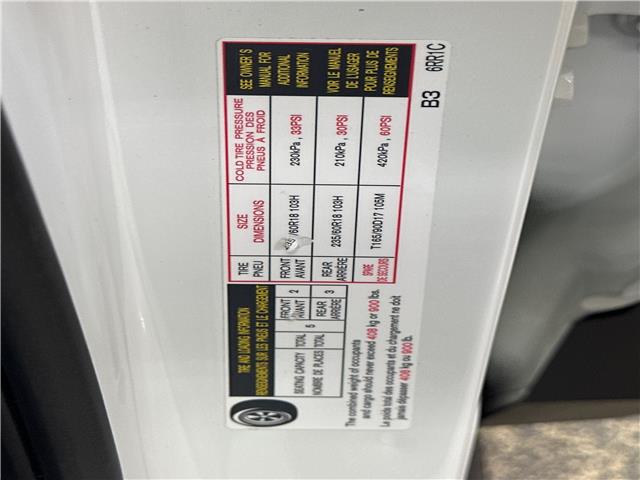 TIRE AND LOADING INFORMATION
RENSEIGNEMENTS SUR LES PNEUS ET LE CHARGEMENT
SEATING CAPACITY TOTAL 5 FRONT 2
NOMBRE DE PLACES TOTAL AVANT
REAR 3
ARRIÈRE
The combined weight of occupants
and cargo should never exceed 408 kg or 900 lbs.
Le poids total des occupants et du chargement ne doit
jamais dépasser 408 kg ou 900 lb.
TIRE SIZE COLD TIRE PRESSURE
PNEU DIMENSIONS PRESSION DES
PNEUS À FROID
FRONT /60R18 103H 230kPa, 33PSI
AVANT
REAR 235/60R18 103H 210kPa, 30PSI
ARRIÈRE
SPARE T165/90D17 105M 420kPa, 60PSI
DE SECOURS
SEE OWNER'S
MANUAL FOR
ADDITIONAL
INFORMATION
VOIR LE MANUEL
DE L'USAGER
POUR PLUS DE
RENSEIGNEMENTS
B3 6RR1C